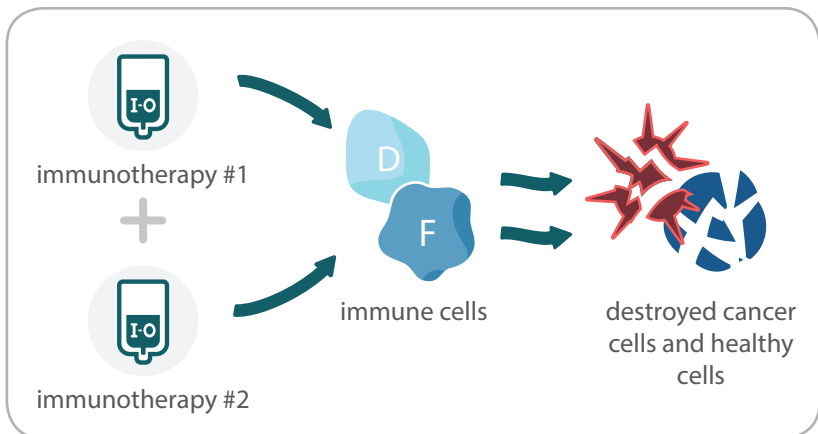 I-O
immunotherapy #1
I-O
immunotherapy #2
D
F
immune cells
destroyed cancer
cells and healthy
cells